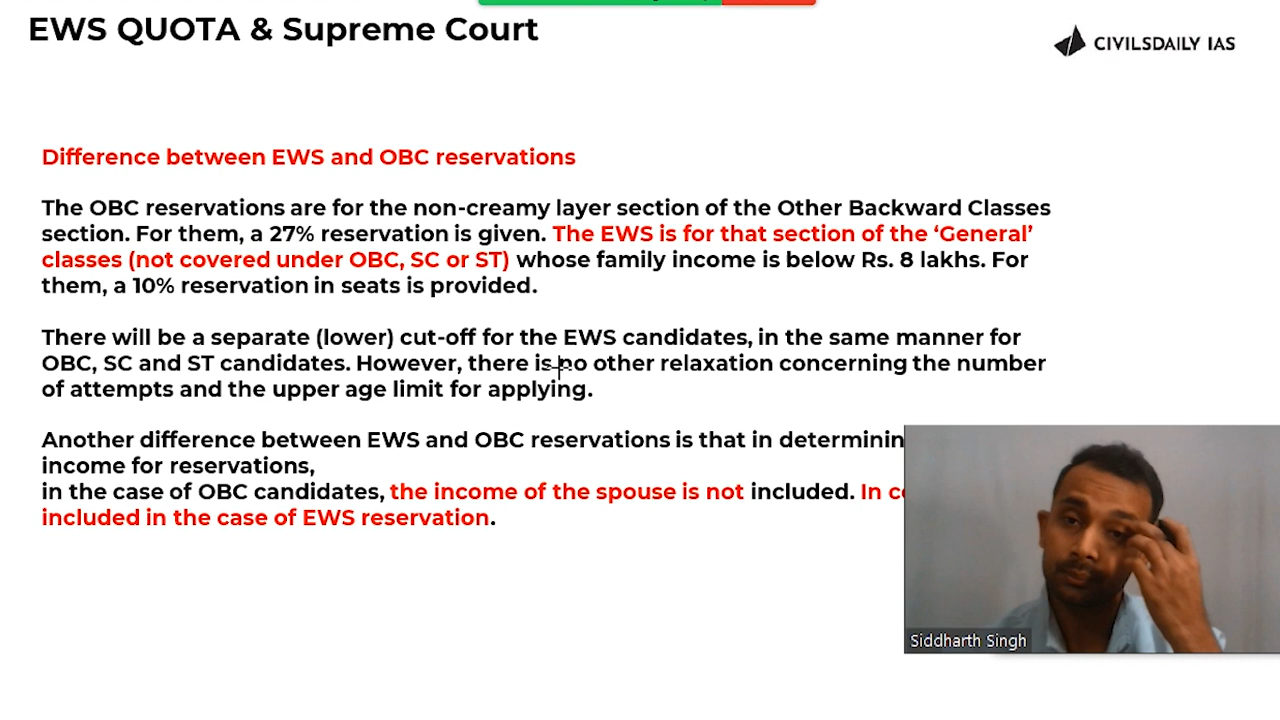 EWS QUOTA & Supreme Court
CIVILSDAILY IAS
Difference between EWS and OBC reservations
The OBC reservations are for the non-creamy layer section of the Other Backward Classes
section. For them, a 27% reservation is given. The EWS is for that section of the ‘General’
classes (not covered under OBC, SC or ST) whose family income is below Rs. 8 lakhs. For
them, a 10% reservation in seats is provided.
There will be a separate (lower) cut-off for the EWS candidates, in the same manner for
OBC, SC and ST candidates. However, there is no other relaxation concerning the number
of attempts and the upper age limit for applying.
Another difference between EWS and OBC reservations is that in determinin
income for reservations,
in the case of OBC candidates, the income of the spouse is not included. In
included in the case of EWS reservation.
Siddharth Singh